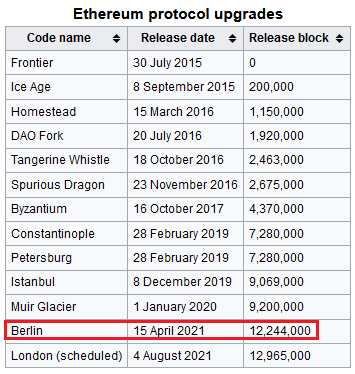 Ethereum protocol upgrades
Code name Release date Release block
Frontier 30 July 2015 0
Ice Age 8 September 2015 200,000
Homestead 15 March 2016 1,150,000
DAO Fork 20 July 2016 1,920,000
Tangerine Whistle 18 October 2016 2,463,000
Spurious Dragon 23 November 2016 2,675,000
Byzantium 16 October 2017 4,370,000
Constantinople 28 February 2019 7,280,000
Petersburg 28 February 2019 7,280,000
Istanbul 8 December 2019 9,069,000
Muir Glacier 1 January 2020 9,200,000
Berlin 15 April 2021 12,244,000
London (scheduled) 4 August 2021 12,965,000